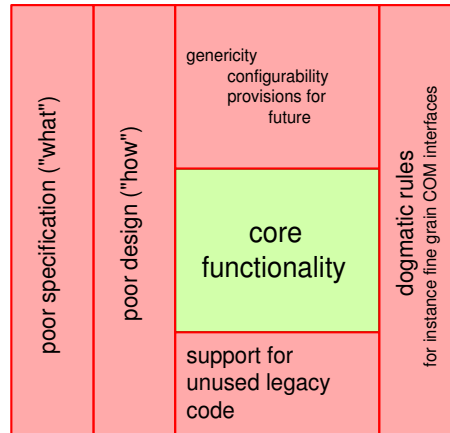 poor specification ("what")
poor design ("how")
genericity
configurability
provisions for
future
core
functionality
support for
unused legacy
code
dogmatic rules
for instance fine grain COM interfaces